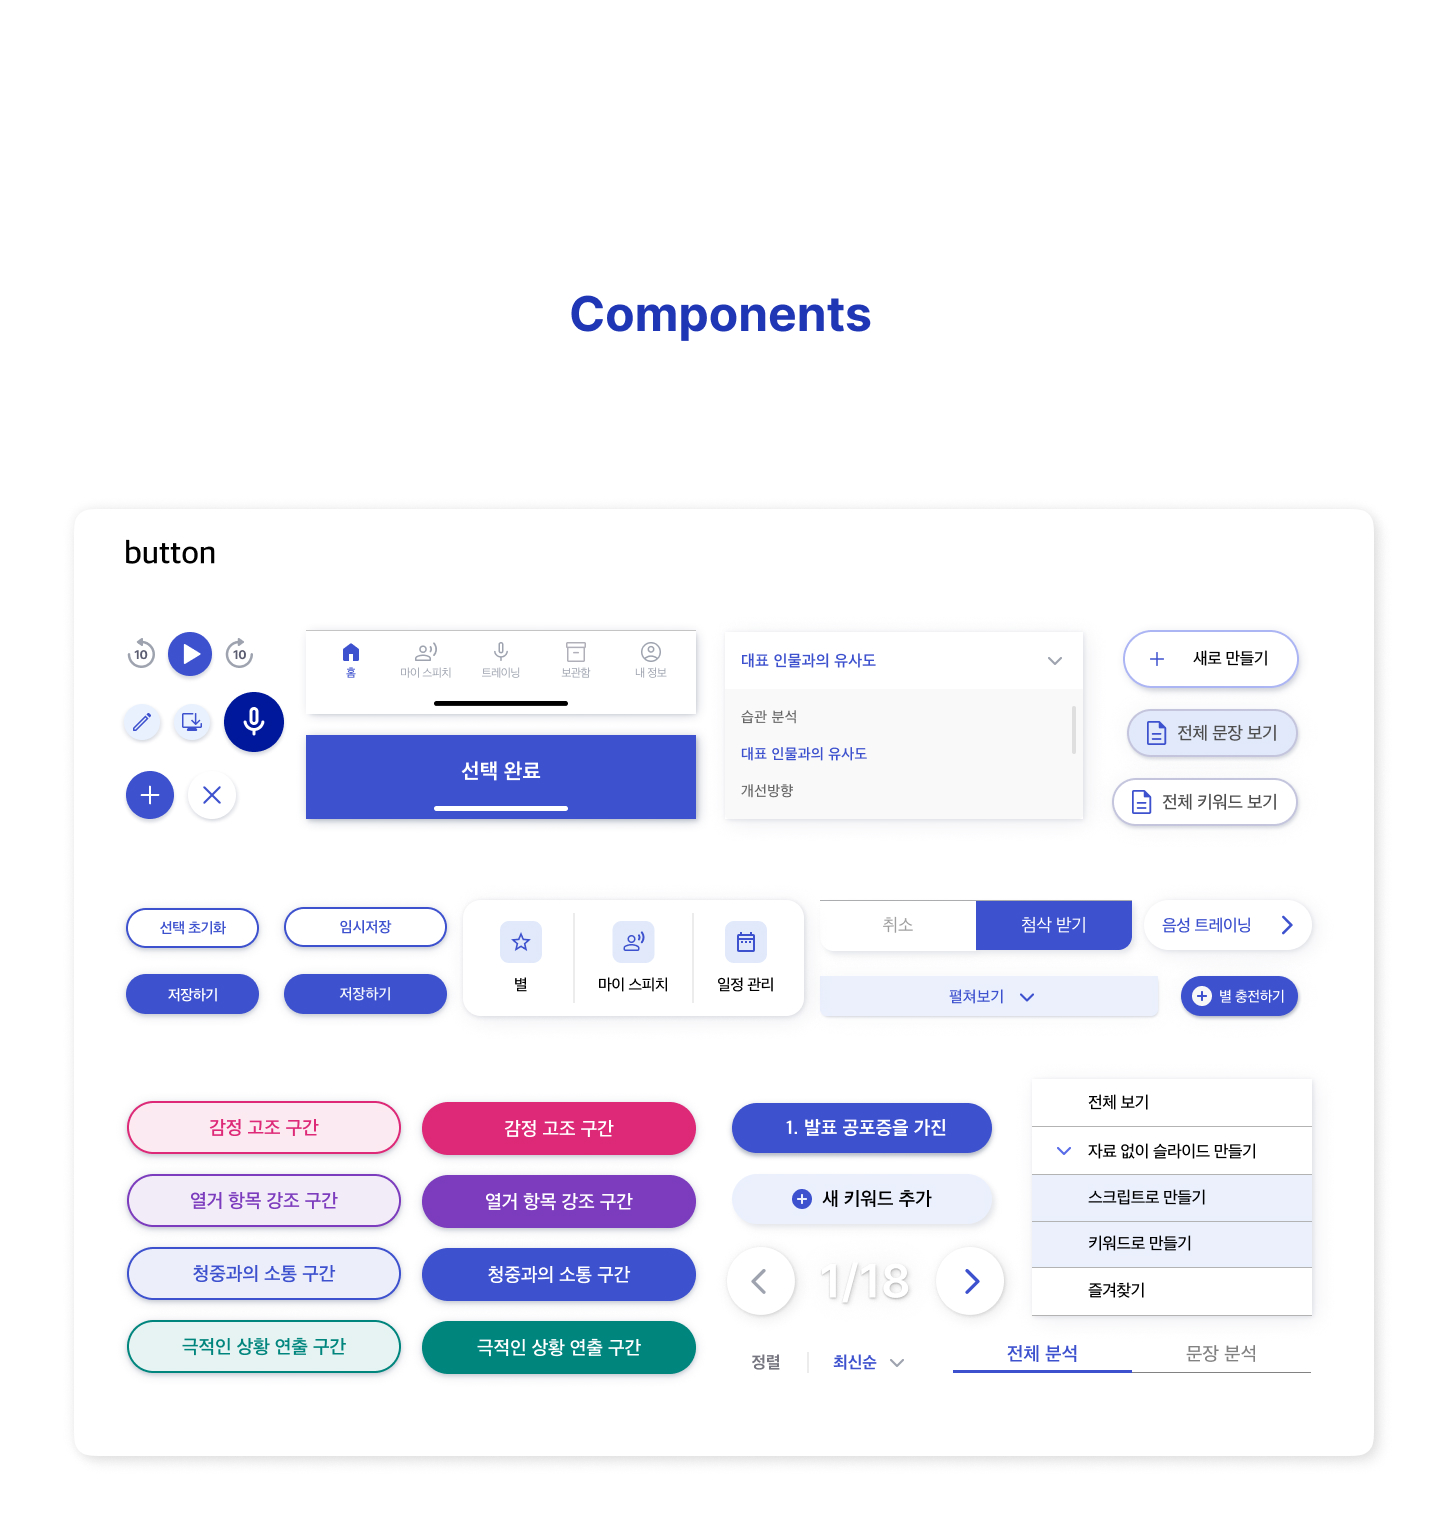 Components
button
10
10
홈
마이 스피치
트레이닝
보관함
내 정보
선택 완료
대표 인물과의 유사도
습관 분석
대표 인물과의 유사도
개선방향
새로 만들기
전체 문장 보기
전체 키워드 보기
선택 초기화
임시저장
저장하기
저장하기
별
마이 스피치
일정 관리
취소
첨삭 받기
음성 트레이닝
펼쳐보기
별 충전하기
감정 고조 구간
감정 고조 구간
열거 항목 강조 구간
열거 항목 강조 구간
청중과의 소통 구간
청중과의 소통 구간
극적인 상황 연출 구간
극적인 상황 연출 구간
1. 발표 공포증을 가진
새 키워드 추가
1/18
정렬
최신순
전체 보기
자료 없이 슬라이드 만들기
스크립트로 만들기
키워드로 만들기
즐겨찾기
전체 분석
문장 분석